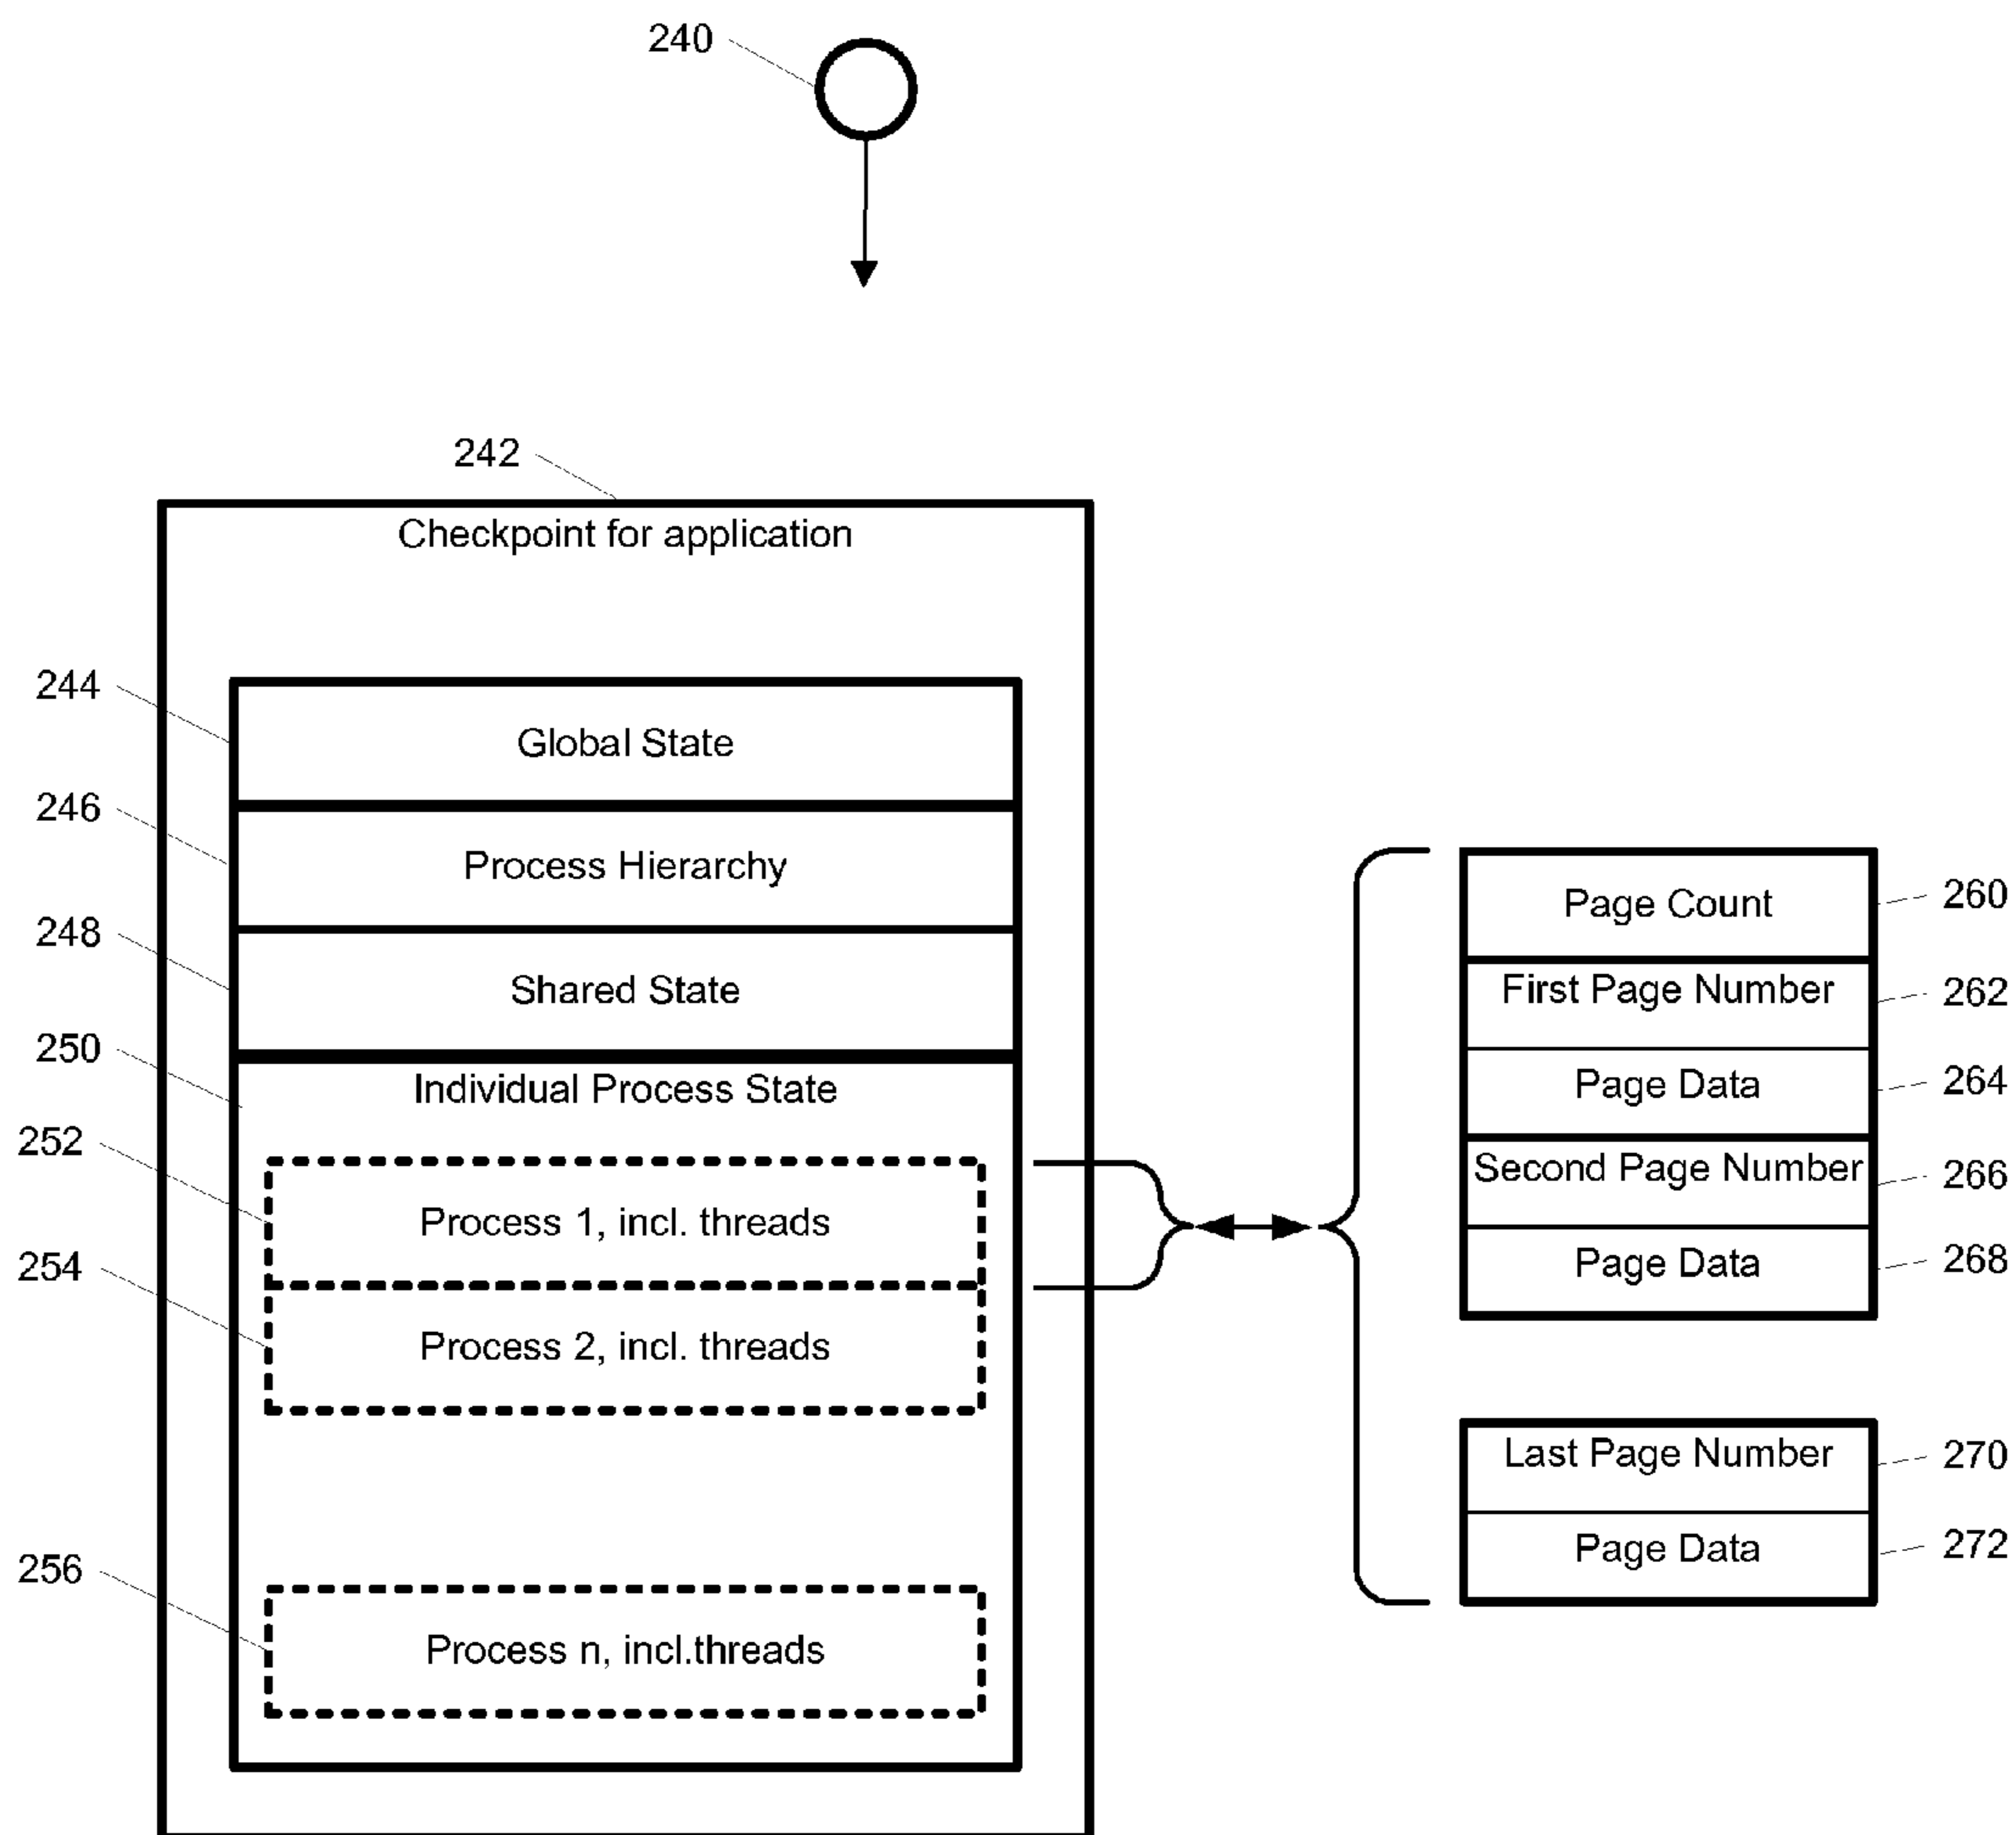 240
242
Checkpoint for application
244
Global State
246
Process Hierarchy
248
Shared State
250
Individual Process State
252
Process 1, incl. threads
254
Process 2, incl. threads
256
Process n, incl.threads
Page Count
260
First Page Number
262
Page Data
264
Second Page Number
266
Page Data
268
Last Page Number
270
Page Data
272